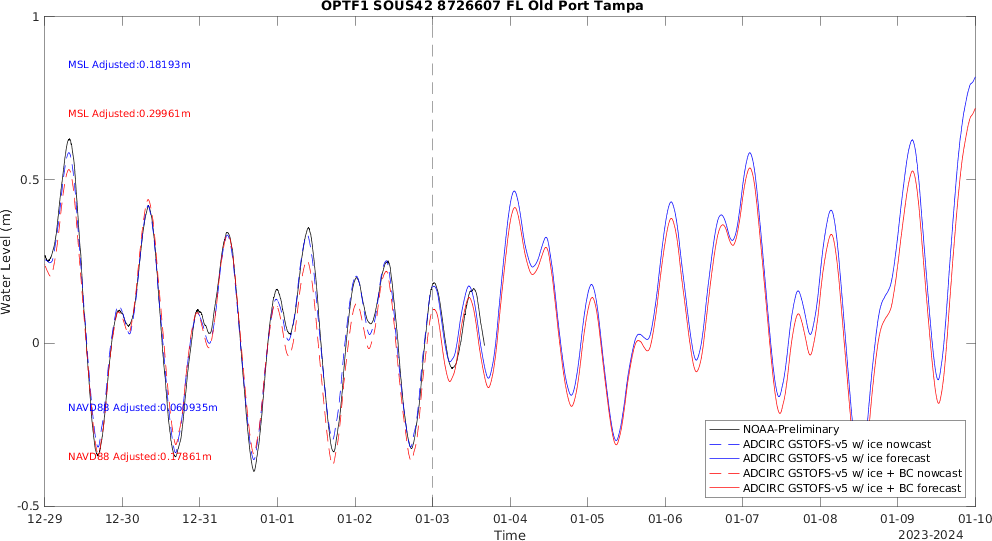 OPTF1 SOUS42 8726607 FL Old Port Tampa
MSL Adjusted:0.18193m
MSL Adjusted:0.29961m
NAVD88 Adjusted:0.060935m
NAVD88 Adjusted:0.17861m
Water Level (m)
1
0.5
0
-0.5
12-29 12-30 12-31 01-01 01-02 01-03 01-04 01-05 01-06 01-07 01-08 01-09 01-10
Time
2023-2024
NOAA-Preliminary
ADCIRC GSTOFS-v5 w/ ice nowcast
ADCIRC GSTOFS-v5 w/ ice forecast
ADCIRC GSTOFS-v5 w/ ice + BC nowcast
ADCIRC GSTOFS-v5 w/ ice + BC forecast